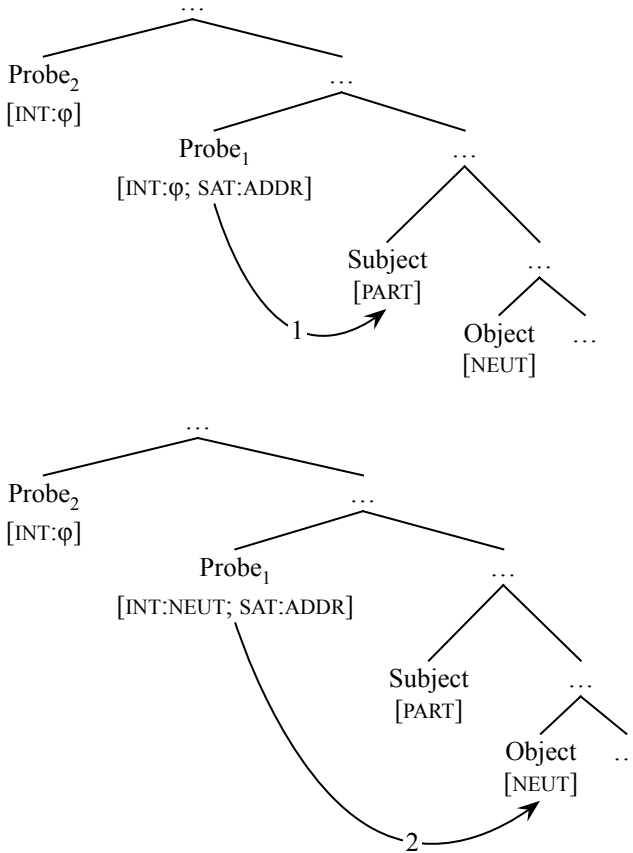 …
Probe₂
[INT:φ]
…
Probe₁
[INT:φ; SAT:ADDR]
…
Subject
[PART]
…
Object
[NEUT]
…
1
…
Probe₂
[INT:φ]
…
Probe₁
[INT:NEUT; SAT:ADDR]
…
Subject
[PART]
…
Object
[NEUT]
…
2